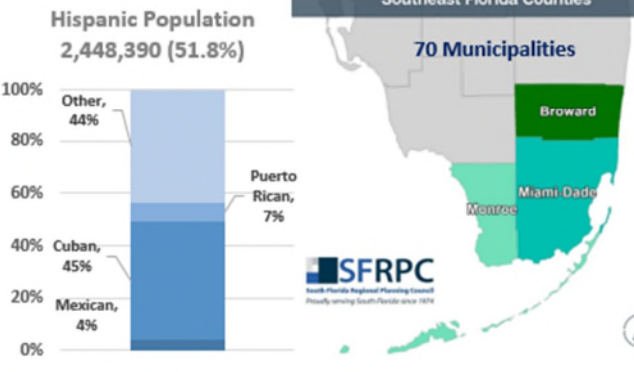 Hispanic Population
2,448,390 (51.8%)
100%
80%
60%
40%
20%
0%
Other,
44%
Puerto
Rican,
7%
Cuban,
45%
Mexican,
4%
Southeast Florida Counties
70 Municipalities
Broward
Miami-Dade
Monroe
SFRPC
South Florida Regional Planning Council
Proudly serving South Florida since 1974